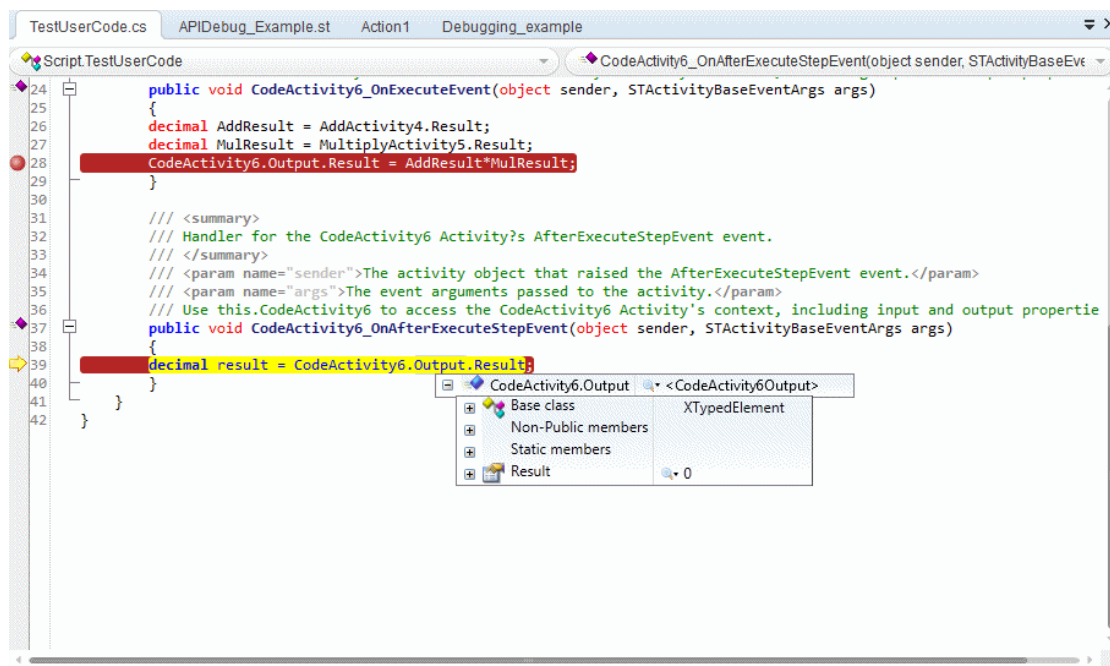 TestUserCode.cs APIDebug_Example.st Action1 Debugging_example
Script.TestUserCode CodeActivity6_OnAfterExecuteStepEvent(object sender, STActivityBaseEve
24 public void CodeActivity6_OnExecuteEvent(object sender, STActivityBaseEventArgs args)
25 {
26 decimal AddResult = AddActivity4.Result;
27 decimal MulResult = MultiplyActivity5.Result;
28 CodeActivity6.Output.Result = AddResult*MulResult;
29 }
30
31 /// <summary>
32 /// Handler for the CodeActivity6 Activity?s AfterExecuteStepEvent event.
33 /// </summary>
34 /// <param name="sender">The activity object that raised the AfterExecuteStepEvent event.</param>
35 /// <param name="args">The event arguments passed to the activity.</param>
36 /// Use this.CodeActivity6 to access the CodeActivity6 Activity's context, including input and output propertie
37 public void CodeActivity6_OnAfterExecuteStepEvent(object sender, STActivityBaseEventArgs args)
38 {
39 decimal result = CodeActivity6.Output.Result;
40 }
CodeActivity6.Output <CodeActivity6Output>
41 }
Base class XTypedElement
42 }
Non-Public members
Static members
Result 0